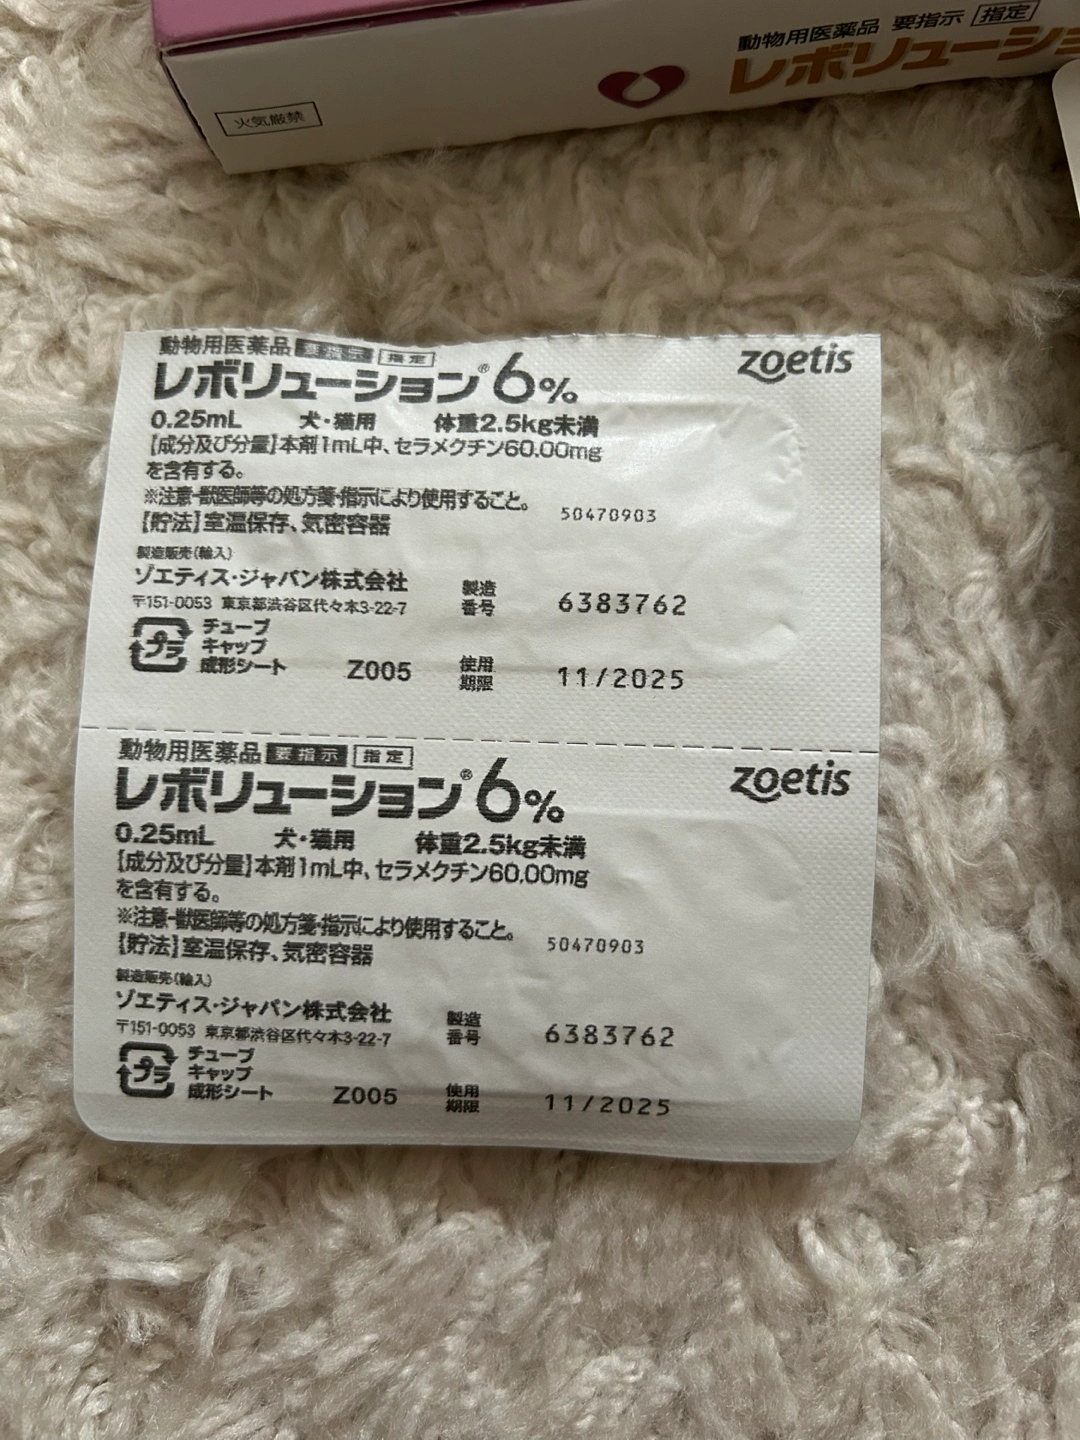 火気厳禁
動物用医薬品 要指示 指定
レボリューショ
動物用医薬品 要指示 指定
レボリューション® 6%
zoetis
0.25mL 犬・猫用 体重2.5kg未満
【成分及び分量】本剤1mL中、セラメクチン60.00mg
を含有する。
※注意-獣医師等の処方箋・指示により使用すること。
50470903
【貯法】室温保存、気密容器
製造販売(輸入)
ゾエティス・ジャパン株式会社
〒151-0053 東京都渋谷区代々木3-22-7
製造番号 6383762
プラ
チューブ
キャップ
成形シート
Z005
使用期限 11/2025
動物用医薬品 要指示 指定
レボリューション® 6%
zoetis
0.25mL 犬・猫用 体重2.5kg未満
【成分及び分量】本剤1mL中、セラメクチン60.00mg
を含有する。
※注意-獣医師等の処方箋・指示により使用すること。
50470903
【貯法】室温保存、気密容器
製造販売(輸入)
ゾエティス・ジャパン株式会社
〒151-0053 東京都渋谷区代々木3-22-7
製造番号 6383762
プラ
チューブ
キャップ
成形シート
Z005
使用期限 11/2025